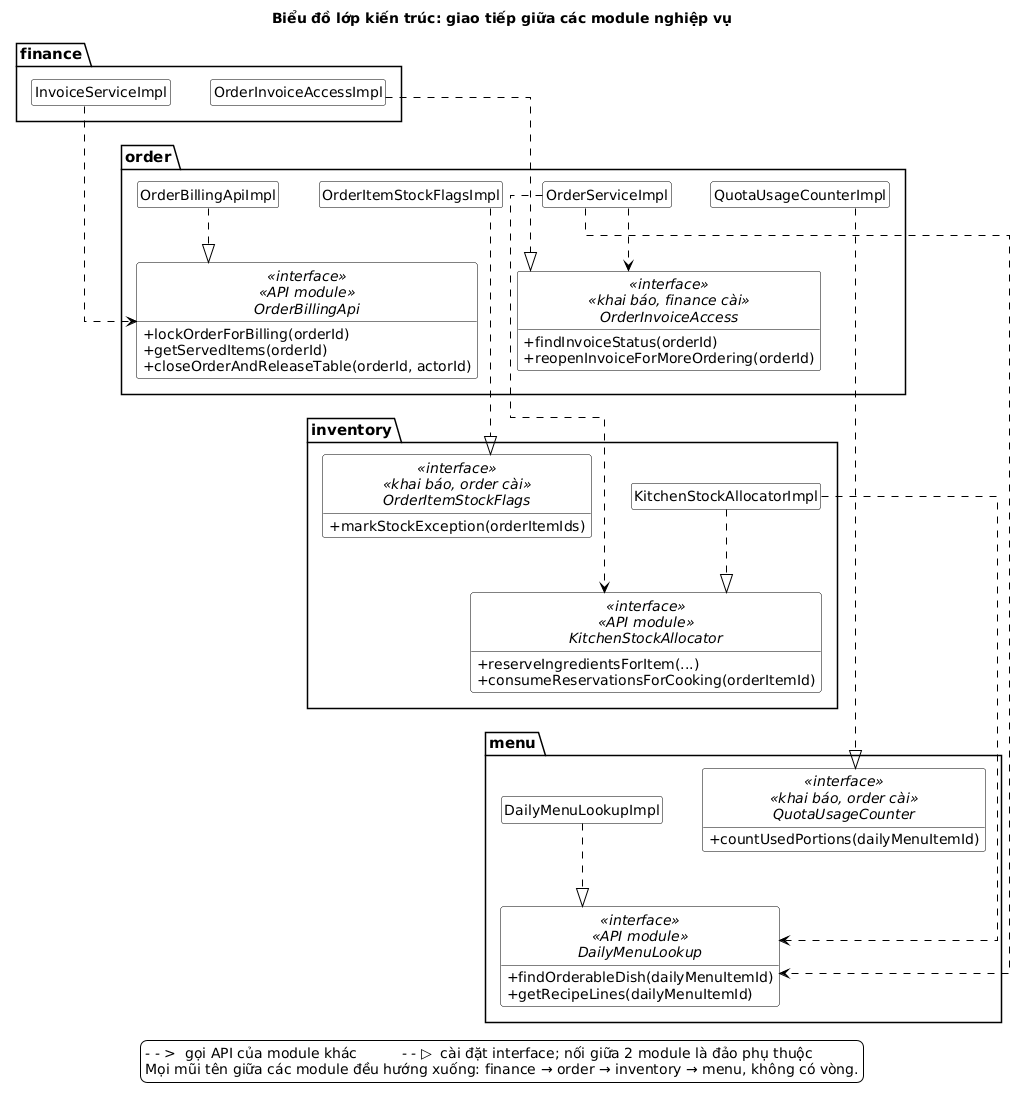 Biểu đồ lớp kiến trúc: giao tiếp giữa các module nghiệp vụ
finance
InvoiceServiceImpl
OrderInvoiceAccessImpl
order
OrderBillingApiImpl
OrderItemStockFlagsImpl
OrderServiceImpl
QuotaUsageCounterImpl
«interface»
«API module»
OrderBillingApi
+lockOrderForBilling(orderId)
+getServedItems(orderId)
+closeOrderAndReleaseTable(orderId, actorId)
«interface»
«khai báo, finance cài»
OrderInvoiceAccess
+findInvoiceStatus(orderId)
+reopenInvoiceForMoreOrdering(orderId)
inventory
«interface»
«khai báo, order cài»
OrderItemStockFlags
+markStockException(orderItemIds)
KitchenStockAllocatorImpl
«interface»
«API module»
KitchenStockAllocator
+reserveIngredientsForItem(...)
+consumeReservationsForCooking(orderItemId)
menu
«interface»
«khai báo, order cài»
QuotaUsageCounter
+countUsedPortions(dailyMenuItemId)
DailyMenuLookupImpl
«interface»
«API module»
DailyMenuLookup
+findOrderableDish(dailyMenuItemId)
+getRecipeLines(dailyMenuItemId)
- - > gọi API của module khác - - ▷ cài đặt interface; nối giữa 2 module là đảo phụ thuộc
Mọi mũi tên giữa các module đều hướng xuống: finance → order → inventory → menu, không có vòng.